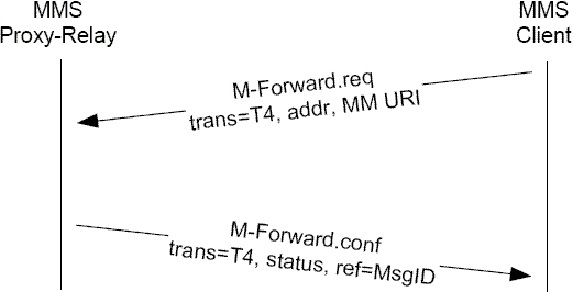 MMS
Proxy-Relay
MMS
Client
M-Forward.req
trans=T4, addr, MM URI
M-Forward.conf
trans=T4, status, ref=MsgID